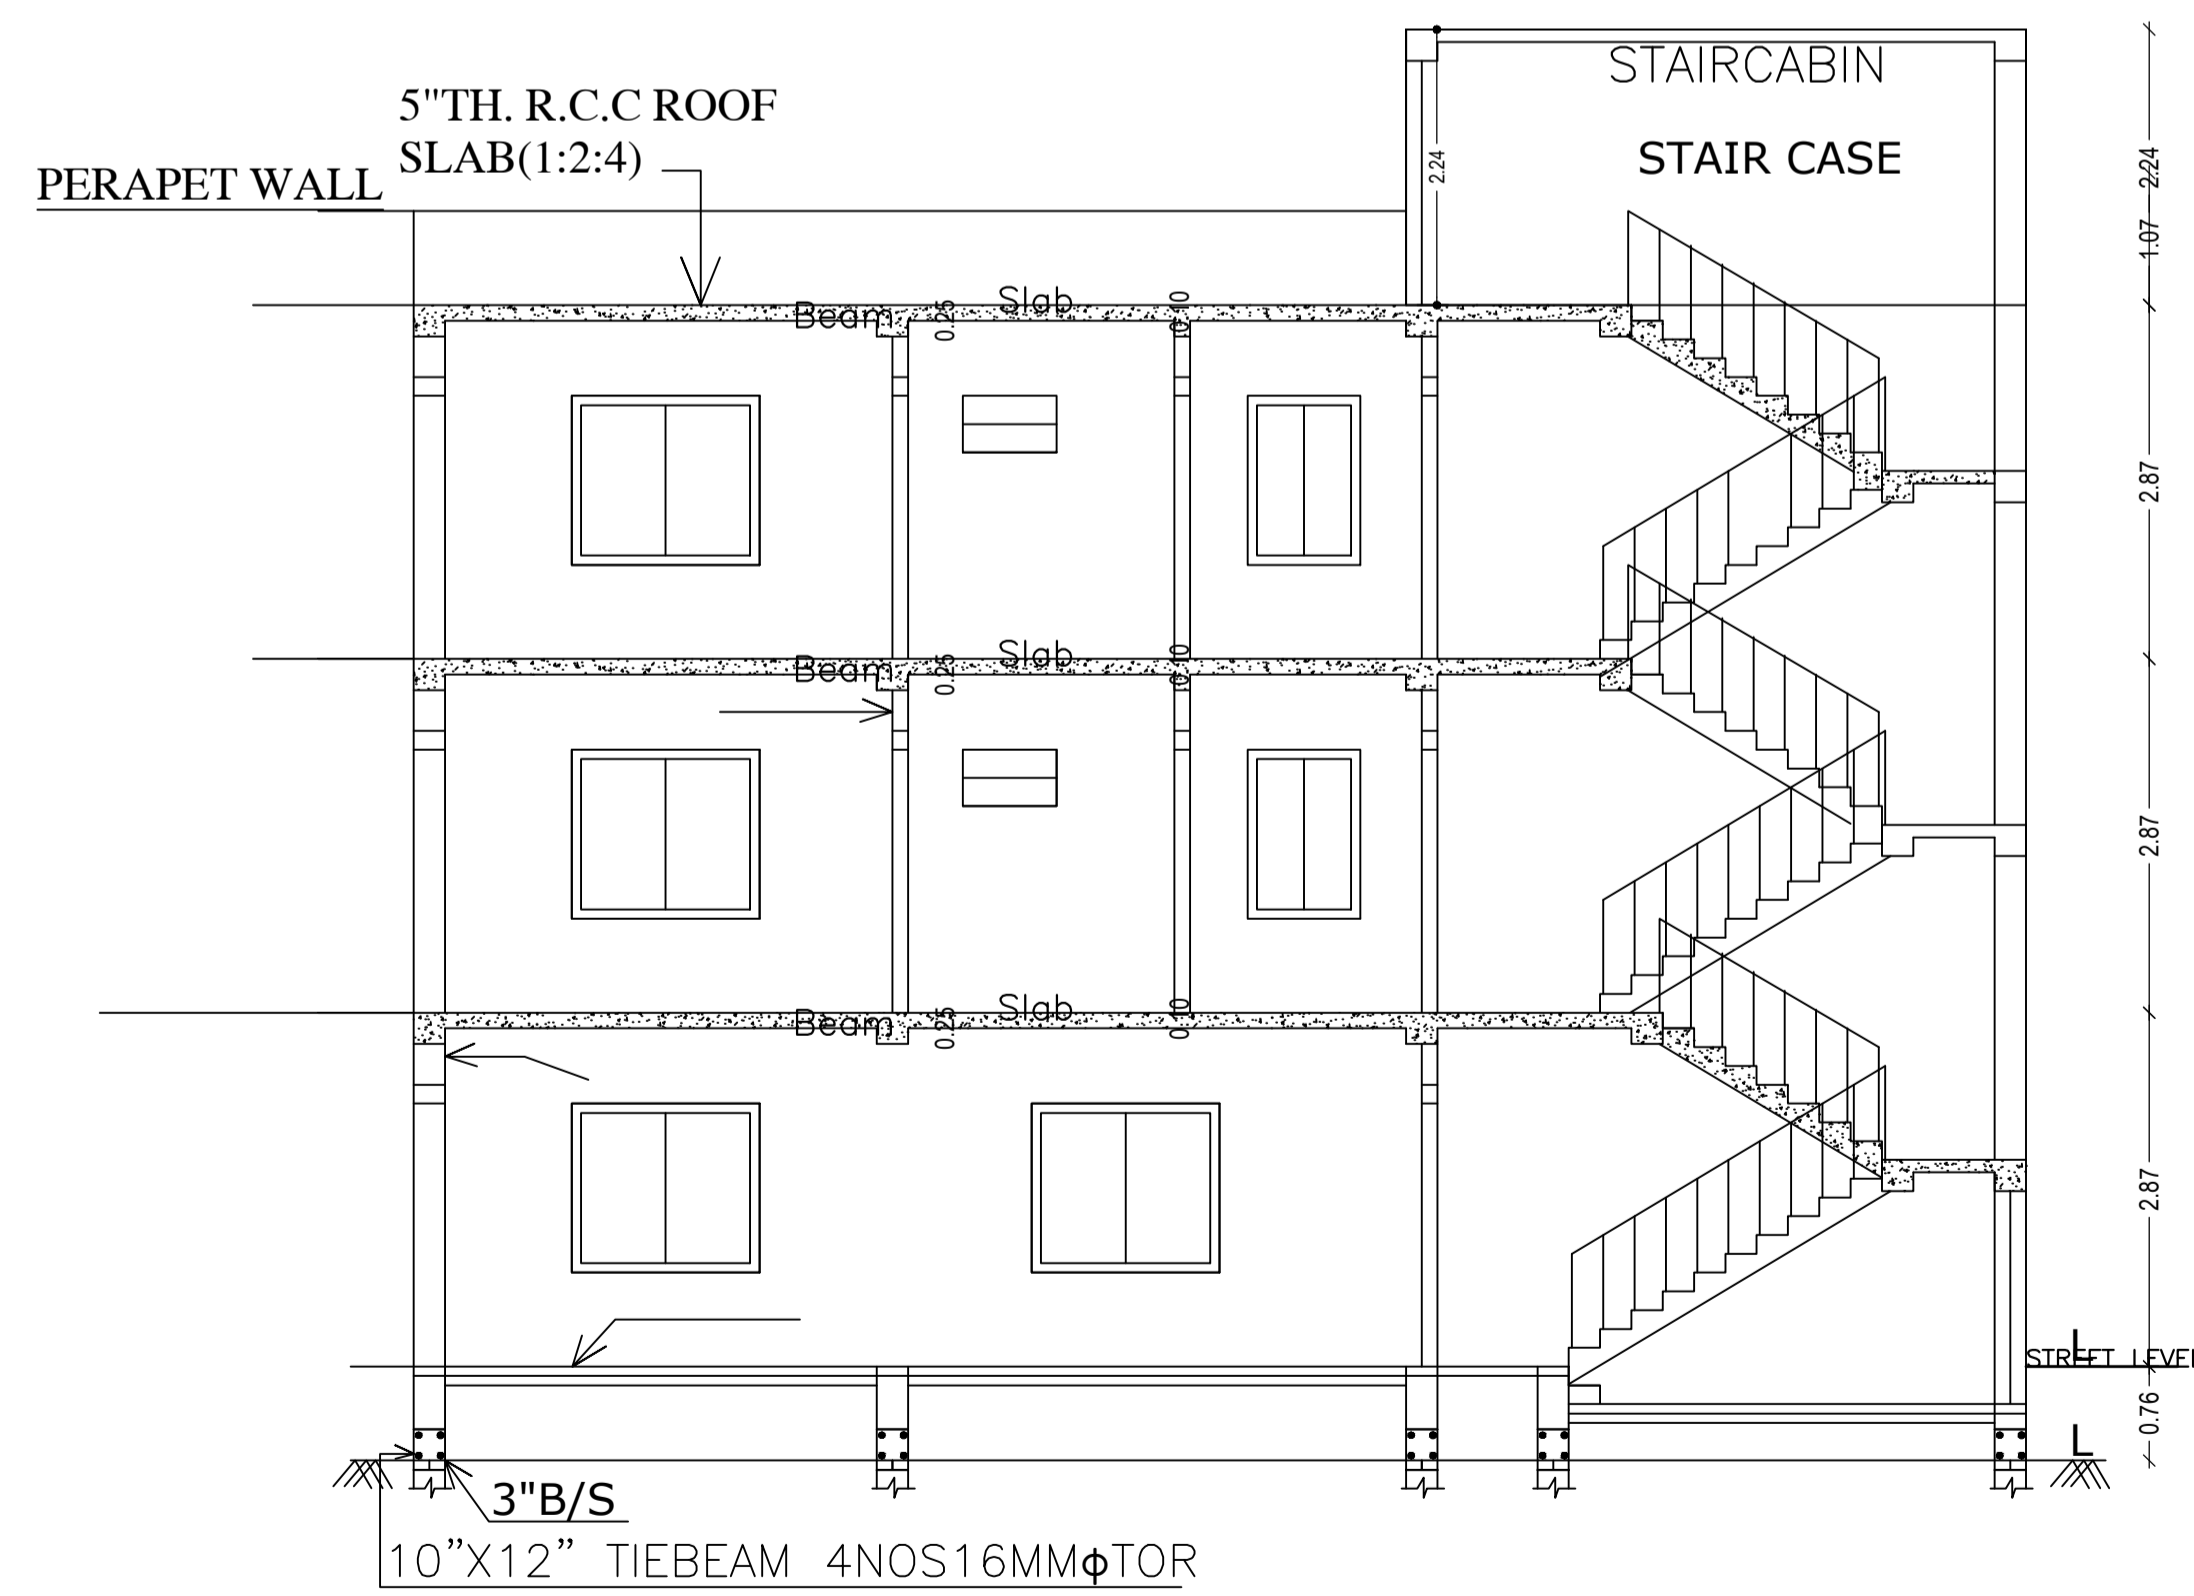 STAIRCABIN
5"TH. R.C.C ROOF
SLAB(1:2:4)
STAIR CASE
PERAPET WALL
2.24
2.24
1.07
Beam
0.25
Slab
0.10
2.87
Beam
0.25
Slab
0.10
2.87
Beam
0.25
Slab
0.10
2.87
L
STREET LEVEL
0.76
L
3"B/S
10”X12” TIEBEAM 4NOS16MMϕTOR